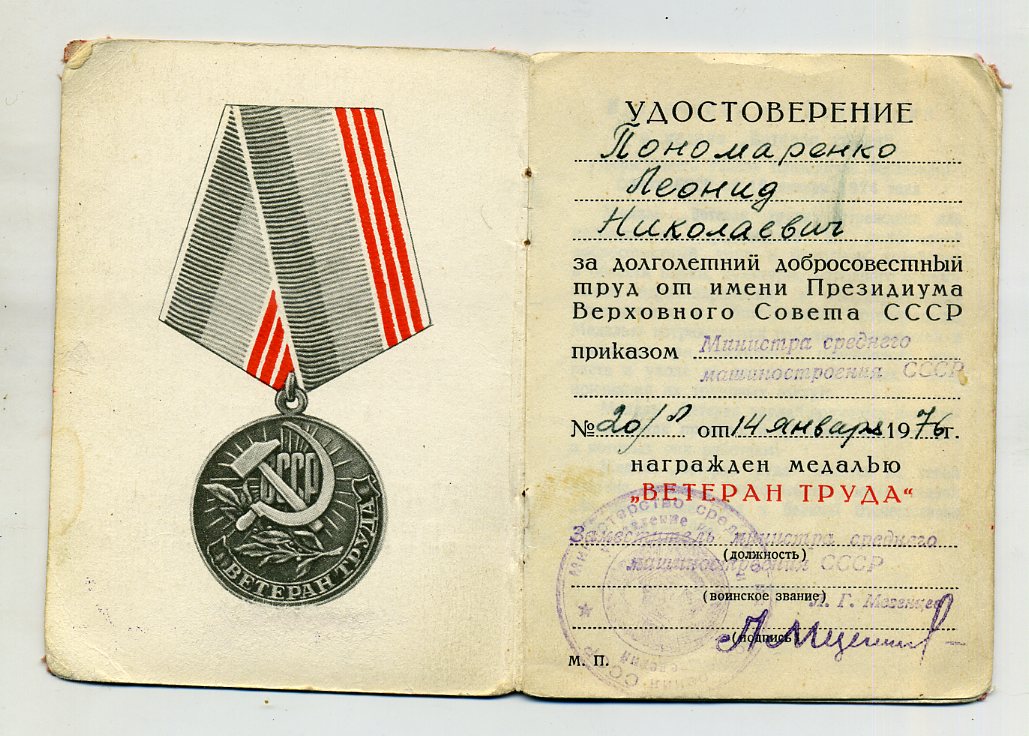 СССР
ВЕТЕРАН ТРУДА
УДОСТОВЕРЕНИЕ
Пономаренко
Леонид
Николаевич
за долголетний добросовестный
труд от имени Президиума
Верховного Совета СССР
приказом Министра среднего
машиностроения СССР
№ 20/п от 14 января 1976 г.
награжден медалью
„ВЕТЕРАН ТРУДА“
Заместитель министра среднего
(должность)
машиностроения СССР
(воинское звание) Л. Г. Мезенцев
(подпись)
М. П.